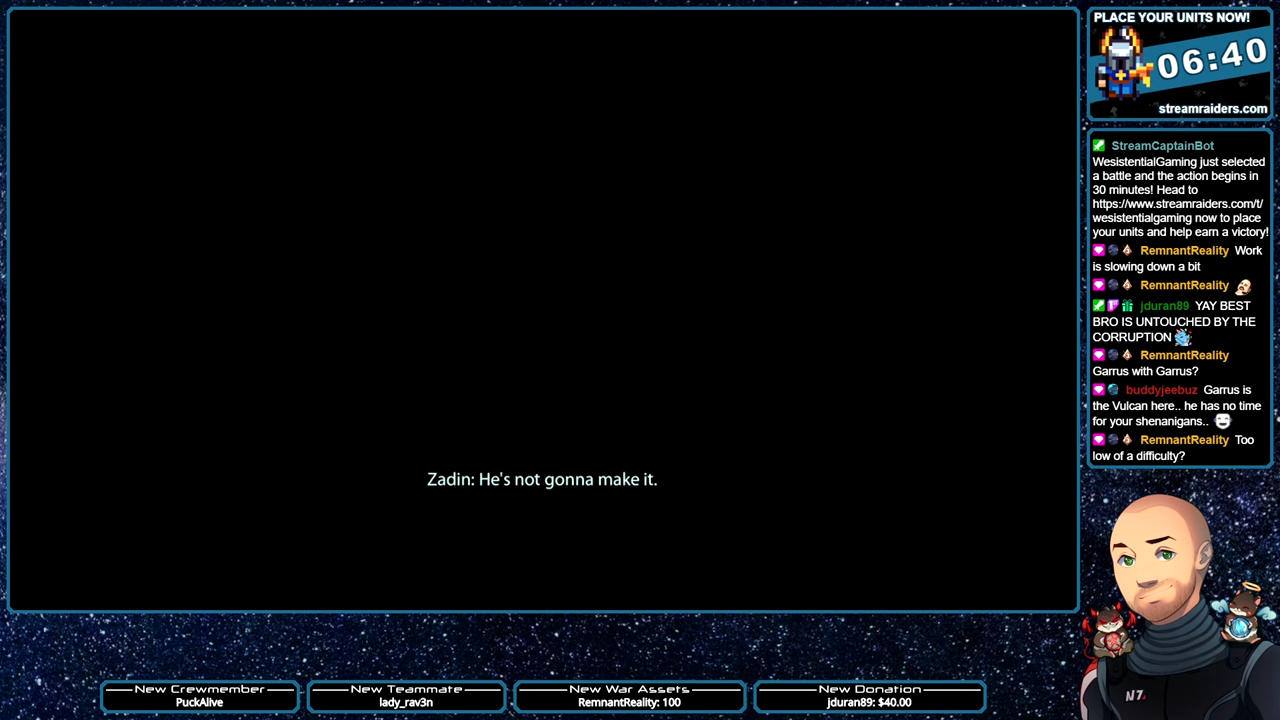 PLACE YOUR UNITS NOW!
06:40
streamraiders.com
StreamCaptainBot
WesistentialGaming just selected
a battle and the action begins in
30 minutes! Head to
https://www.streamraiders.com/t/
wesistentialgaming now to place
your units and help earn a victory!
RemnantReality Work
is slowing down a bit
RemnantReality
jduran89 YAY BEST
BRO IS UNTOUCHED BY THE
CORRUPTION
RemnantReality
Garrus with Garrus?
buddyjeebuz Garrus is
the Vulcan here.. he has no time
for your shenanigans..
RemnantReality Too
low of a difficulty?
Zadin: He's not gonna make it.
N7
New Crewmember
PuckAlive
New Teammate
lady_rav3n
New War Assets
RemnantReality: 100
New Donation
jduran89: $40.00